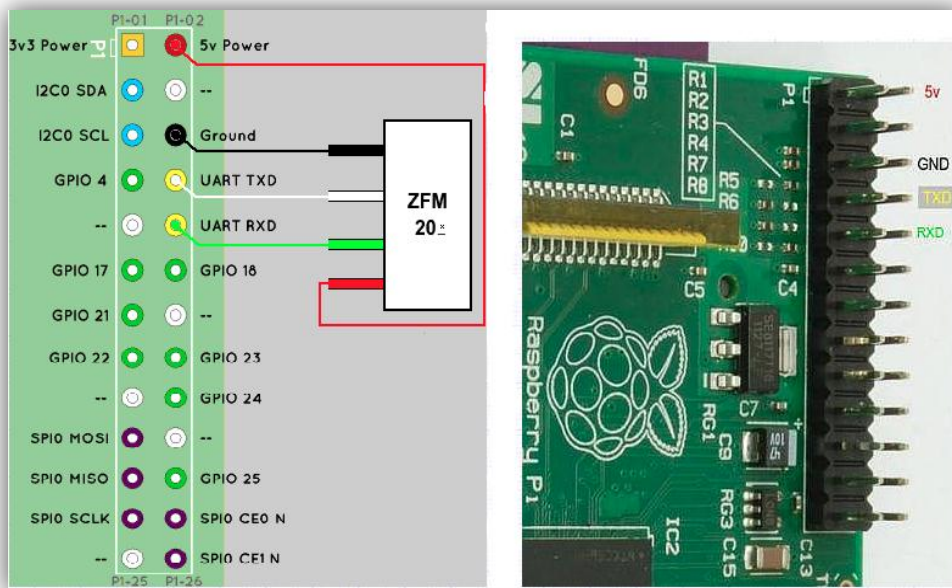 P1-01 P1-02
3v3 Power P1 5v Power
I2C0 SDA --
I2C0 SCL Ground
GPIO 4 UART TXD
-- UART RXD
GPIO 17 GPIO 18
GPIO 21 --
GPIO 22 GPIO 23
-- GPIO 24
SPI0 MOSI --
SPI0 MISO GPIO 25
SPI0 SCLK SPI0 CE0 N
-- SPI0 CE1 N
P1-25 P1-26
ZFM
20
5v
GND
TXD
RXD
FD6
C1
R1
R2
R3
R4
R7
R8
R5
R6
P1
C5
C4
Raspberry Pi
C7
RG1
C9
47
10V
RG3
IC2
C15
C13